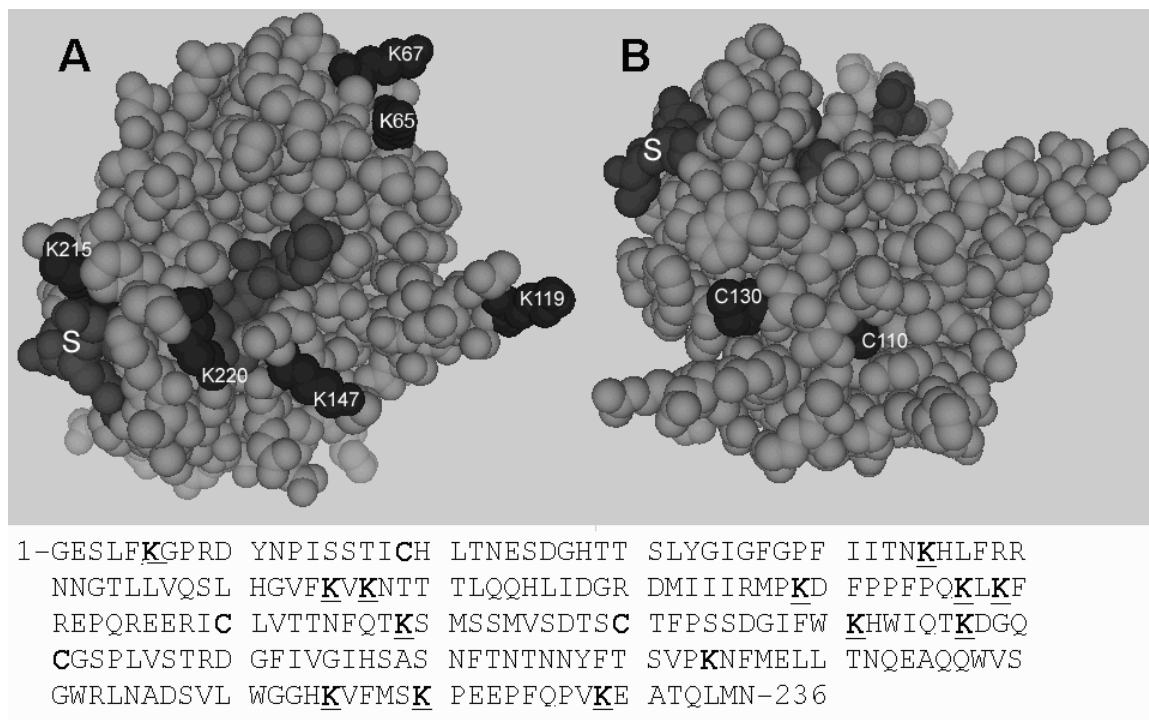 A
K67
K65
K215
K119
S
K220
K147
B
S
C130
C110
1-GESLFKGPRD YNPISSTICH LTNESDGHTT SLYGIGFGPF IITNKHLFRR
NNGTLLVQSL HGVFKVKNTT TLQQHLIDGR DMIIIRMPKD FPPFPQKLKF
REPQREERIC LVTTNFQTKS MSSMVSDTSC TFPSSDGIFW KHWIQTKDGQ
CGSPLVSTRD GFIVGIHSAS NFTNTNNYFT SVPKNFMELL TNQEAQQWVS
GWRLNADSVL WGGHKVFMSK PEEPFQPVKE ATQLMN-236